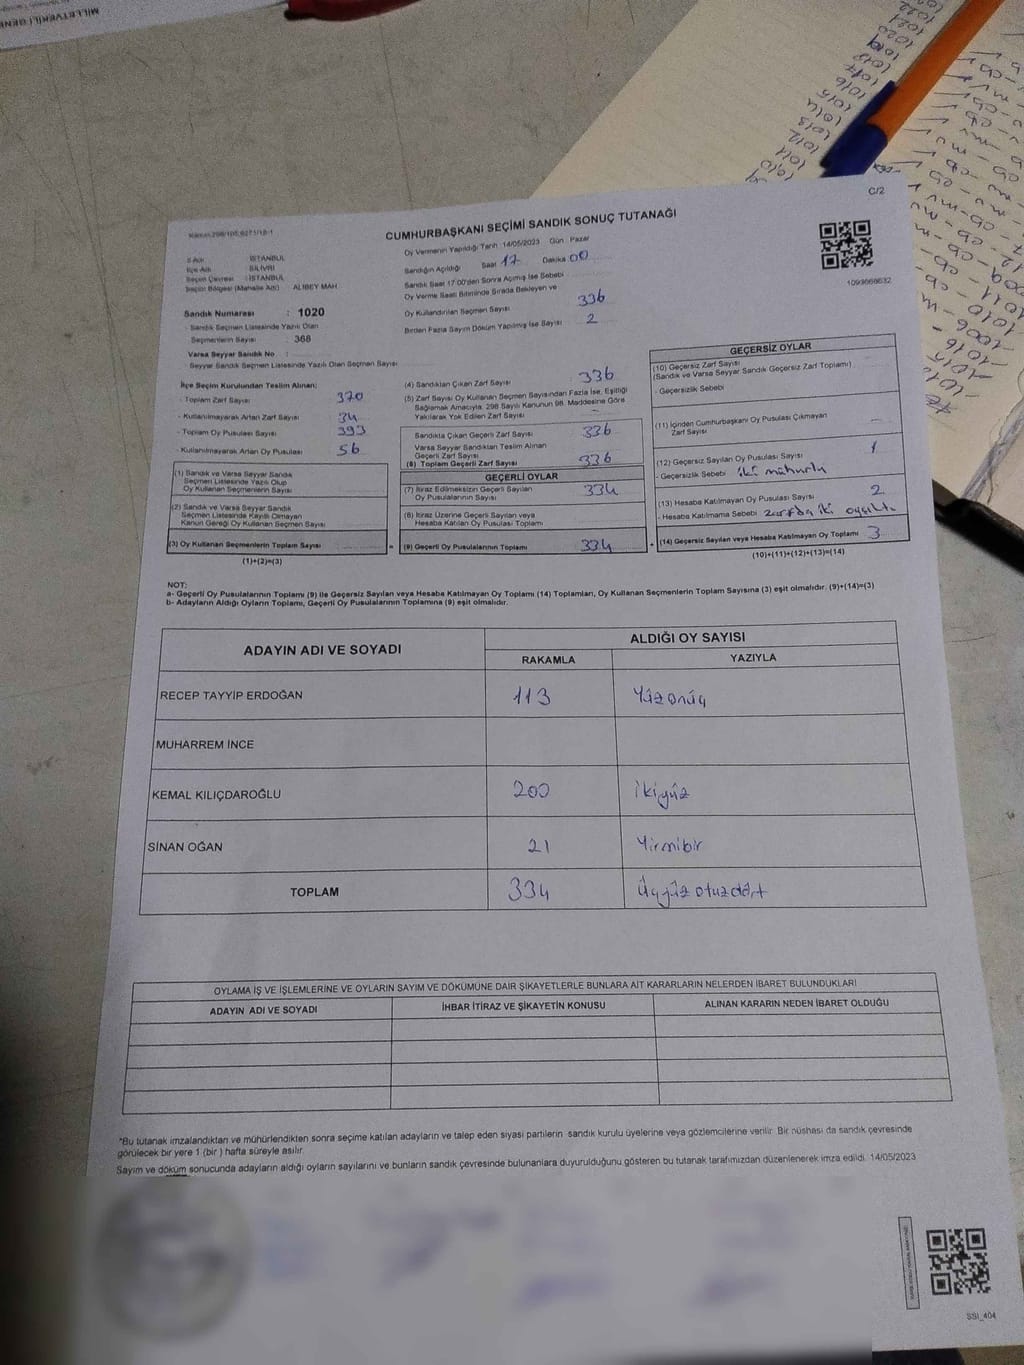 MİLLETVEKİLİ GENE
C/2
CUMHURBAŞKANI SEÇİMİ SANDIK SONUÇ TUTANAĞI
Oy Vermenin Yapıldığı Tarih :14/05/2023 Gün : Pazar
İl Adı : İSTANBUL
İlçe Adı : SİLİVRİ
Seçim Çevresi : İSTANBUL
Seçim Bölgesi (Mahalle Adı) : ALİBEY MAH.
Sandığın Açıldığı Saat 17 Dakika 00
Sandık Saat 17:00'den Sonra Açılmış İse Sebebi
Oy Verme Saati Bitiminde Sırada Bekleyen ve
Oy Kullandırılan Seçmen Sayısı 336
Birden Fazla Sayım Döküm Yapılmış İse Sayısı 2
1093668632
Sandık Numarası : 1020
- Sandık Seçmen Listesinde Yazılı Olan
Seçmenlerin Sayısı : 368
Varsa Seyyar Sandık No :
Seyyar Sandık Seçmen Listesinde Yazılı Olan Seçmen Sayısı
İlçe Seçim Kurulundan Teslim Alınan;
- Toplam Zarf Sayısı 370
- Kullanılmayarak Artan Zarf Sayısı 34
- Toplam Oy Pusulası Sayısı 393
- Kullanılmayarak Artan Oy Pusulası 56
(1) Sandık ve Varsa Seyyar Sandık
Seçmen Listesinde Yazılı Olup
Oy Kullanan Seçmenlerin Sayısı
(2) Sandık ve Varsa Seyyar Sandık
Seçmen Listesinde Kayıtlı Olmayan
Kanun Gereği Oy Kullanan Seçmen Sayısı
(3) Oy Kullanan Seçmenlerin Toplam Sayısı
(1)+(2)=(3)
(4) Sandıktan Çıkan Zarf Sayısı 336
(5) Zarf Sayısı Oy Kullanan Seçmen Sayısından Fazla İse, Eşitliği
Sağlamak Amacıyla, 298 Sayılı Kanunun 98. Maddesine Göre
Yakılarak Yok Edilen Zarf Sayısı –
Sandıkta Çıkan Geçerli Zarf Sayısı 336
Varsa Seyyar Sandıktan Teslim Alınan
Geçerli Zarf Sayısı
(6) Toplam Geçerli Zarf Sayısı 336
GEÇERLİ OYLAR
(7) İtiraz Edilmeksizin Geçerli Sayılan
Oy Pusulalarının Sayısı 334
(8) İtiraz Üzerine Geçerli Sayılan veya
Hesaba Katılan Oy Pusulası Toplamı
= (9) Geçerli Oy Pusulalarının Toplamı 334
GEÇERSİZ OYLAR
(10) Geçersiz Zarf Sayısı
(Sandık ve Varsa Seyyar Sandık Geçersiz Zarf Toplamı)
- Geçersizlik Sebebi
(11) İçinden Cumhurbaşkanı Oy Pusulası Çıkmayan
Zarf Sayısı –
(12) Geçersiz Sayılan Oy Pusulası Sayısı 1
- Geçersizlik Sebebi iki mühürlü
(13) Hesaba Katılmayan Oy Pusulası Sayısı 2
- Hesaba Katılmama Sebebi zarfda iki
+ (14) Geçersiz Sayılan veya Hesaba Katılmayan Oy Toplamı 3
(10)+(11)+(12)+(13)=(14)
NOT:
a- Geçerli Oy Pusulalarının Toplamı (9) ile Geçersiz Sayılan veya Hesaba Katılmayan Oy Toplamı (14) Toplamları, Oy Kullanan Seçmenlerin Toplam Sayısına (3) eşit olmalıdır. (9)+(14)=(3)
b- Adayların Aldığı Oyların Toplamı, Geçerli Oy Pusulalarının Toplamına (9) eşit olmalıdır.
ADAYIN ADI VE SOYADI
ALDIĞI OY SAYISI
RAKAMLA YAZIYLA
RECEP TAYYİP ERDOĞAN 113 Yüzonüç
MUHARREM İNCE
KEMAL KILIÇDAROĞLU 200 ikiyüz
SİNAN OĞAN 21 Yirmibir
TOPLAM 334 Üçyüz otuzdört
OYLAMA İŞ VE İŞLEMLERİNE VE OYLARIN SAYIM VE DÖKÜMÜNE DAİR ŞİKAYETLERLE BUNLARA AİT KARARLARIN NELERDEN İBARET BULUNDUKLARI
ADAYIN ADI VE SOYADI İHBAR İTİRAZ VE ŞİKAYETİN KONUSU ALINAN KARARIN NEDEN İBARET OLDUĞU
*Bu tutanak imzalandıktan ve mühürlendikten sonra seçime katılan adayların ve talep eden siyasi partilerin sandık kurulu üyelerine veya gözlemcilerine verilir. Bir nüshası da sandık çevresinde
görülecek bir yere 1 (bir ) hafta süreyle asılır.
Sayım ve döküm sonucunda adayların aldığı oyların sayılarını ve bunların sandık çevresinde bulunanlara duyurulduğunu gösteren bu tutanak tarafımızdan düzenlenerek imza edildi. 14/05/2023
SSI_404